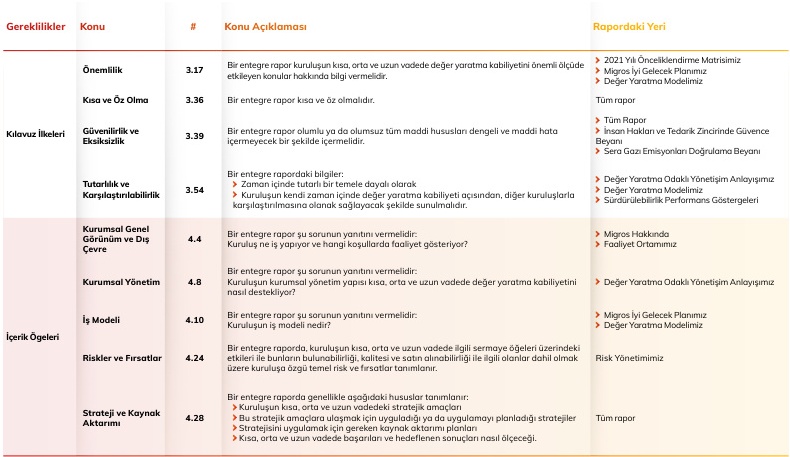 Gereklilikler Konu # Konu Açıklaması Rapordaki Yeri
Kılavuz İlkeleri
Önemlilik
3.17
Bir entegre rapor kuruluşun kısa, orta ve uzun vadede değer yaratma kabiliyetini önemli ölçüde
etkileyen konular hakkında bilgi vermelidir.
2021 Yılı Önceliklendirme Matrisimiz
Migros İyi Gelecek Planımız
Değer Yaratma Modelimiz
Kısa ve Öz Olma
3.36
Bir entegre rapor kısa ve öz olmalıdır.
Tüm rapor
Güvenilirlik ve
Eksiksizlik
3.39
Bir entegre rapor olumlu ya da olumsuz tüm maddi hususları dengeli ve maddi hata
içermeyecek bir şekilde içermelidir.
Tüm Rapor
İnsan Hakları ve Tedarik Zincirinde Güvence
Beyanı
Sera Gazı Emisyonları Doğrulama Beyanı
Tutarlılık ve
Karşılaştırılabilirlik
3.54
Bir entegre rapordaki bilgiler:
Zaman içinde tutarlı bir temele dayalı olarak
Kuruluşun kendi zaman içinde değer yaratma kabiliyeti açısından, diğer kuruluşlarla
karşılaştırılmasına olanak sağlayacak şekilde sunulmalıdır.
Değer Yaratma Odaklı Yönetişim Anlayışımız
Değer Yaratma Modelimiz
Sürdürülebilirlik Performans Göstergeleri
İçerik Ögeleri
Kurumsal Genel
Görünüm ve Dış
Çevre
4.4
Bir entegre rapor şu sorunun yanıtını vermelidir:
Kuruluş ne iş yapıyor ve hangi koşullarda faaliyet gösteriyor?
Migros Hakkında
Faaliyet Ortamımız
Kurumsal Yönetim
4.8
Bir entegre rapor şu sorunun yanıtını vermelidir:
Kuruluşun kurumsal yönetim yapısı kısa, orta ve uzun vadede değer yaratma kabiliyetini
nasıl destekliyor?
Değer Yaratma Odaklı Yönetişim Anlayışımız
İş Modeli
4.10
Bir entegre rapor şu sorunun yanıtını vermelidir:
Kuruluşun iş modeli nedir?
Migros İyi Gelecek Planımız
Değer Yaratma Modelimiz
Riskler ve Fırsatlar
4.24
Bir entegre raporda, kuruluşun kısa, orta ve uzun vadede ilgili sermaye öğeleri üzerindeki
etkileri ile bunların bulunabilirliği, kalitesi ve satın alınabilirliği ile ilgili olanlar dahil olmak
üzere kuruluşa özgü temel risk ve fırsatlar tanımlanır.
Risk Yönetimimiz
Strateji ve Kaynak
Aktarımı
4.28
Bir entegre raporda genellikle aşağıdaki hususlar tanımlanır:
Kuruluşun kısa, orta ve uzun vadedeki stratejik amaçları
Bu stratejik amaçlara ulaşmak için uyguladığı ya da uygulamayı planladığı stratejiler
Stratejisini uygulamak için gereken kaynak aktarımı planları
Kısa, orta ve uzun vadede başarıları ve hedeflenen sonuçları nasıl ölçeceği.
Tüm rapor